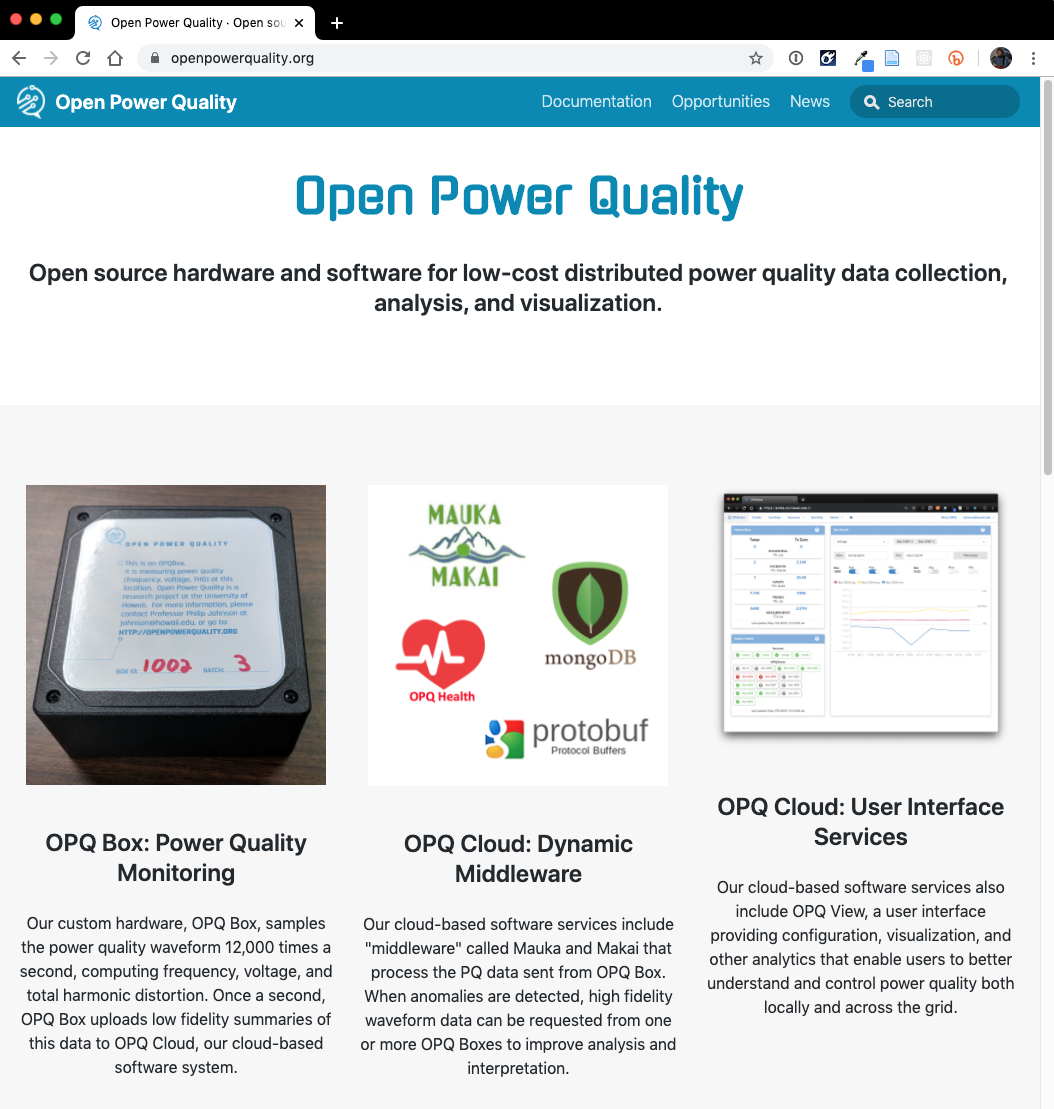 Open Power Quality · Open sou
openpowerquality.org
Open Power Quality
Documentation
Opportunities
News
Search
Open Power Quality
Open source hardware and software for low-cost distributed power quality data collection,
analysis, and visualization.
OPEN POWER QUALITY
This is an OPQBox.
It is measuring power quality
(frequency, voltage, THD) at this
location. Open Power Quality is a
research project at the University of
Hawaii. For more information, please
contact Professor Philip Johnson at
johnson@hawaii.edu, or go to:
HTTP://OPENPOWERQUALITY.ORG
BOX ID: 1002 BATCH: 3
MAUKA
MAKAI
mongoDB
OPQ Health
protobuf
Protocol Buffers
Today
To Date
OPQ Box: Power Quality
Monitoring
Our custom hardware, OPQ Box, samples
the power quality waveform 12,000 times a
second, computing frequency, voltage, and
total harmonic distortion. Once a second,
OPQ Box uploads low fidelity summaries of
this data to OPQ Cloud, our cloud-based
software system.
OPQ Cloud: Dynamic
Middleware
Our cloud-based software services include
"middleware" called Mauka and Makai that
process the PQ data sent from OPQ Box.
When anomalies are detected, high fidelity
waveform data can be requested from one
or more OPQ Boxes to improve analysis and
interpretation.
OPQ Cloud: User Interface
Services
Our cloud-based software services also
include OPQ View, a user interface
providing configuration, visualization, and
other analytics that enable users to better
understand and control power quality both
locally and across the grid.